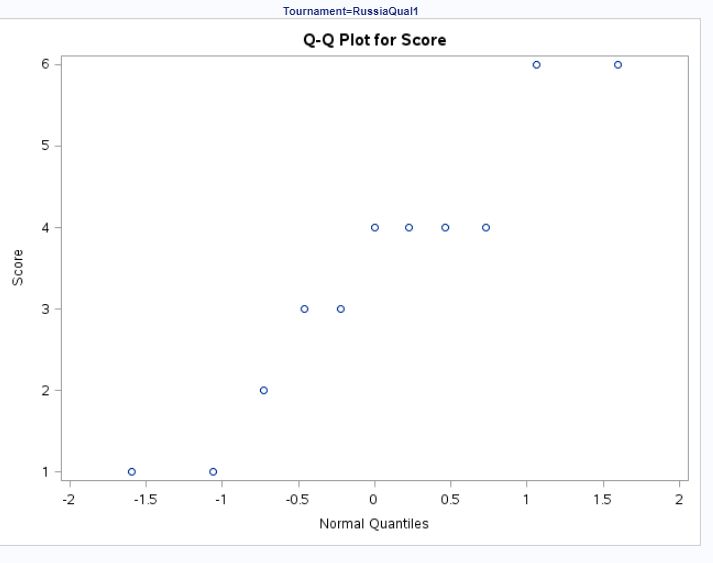 Tournament=RussiaQual1
Q-Q Plot for Score
6
5
4
3
2
1
Score
-2 -1.5 -1 -0.5 0 0.5 1 1.5 2
Normal Quantiles